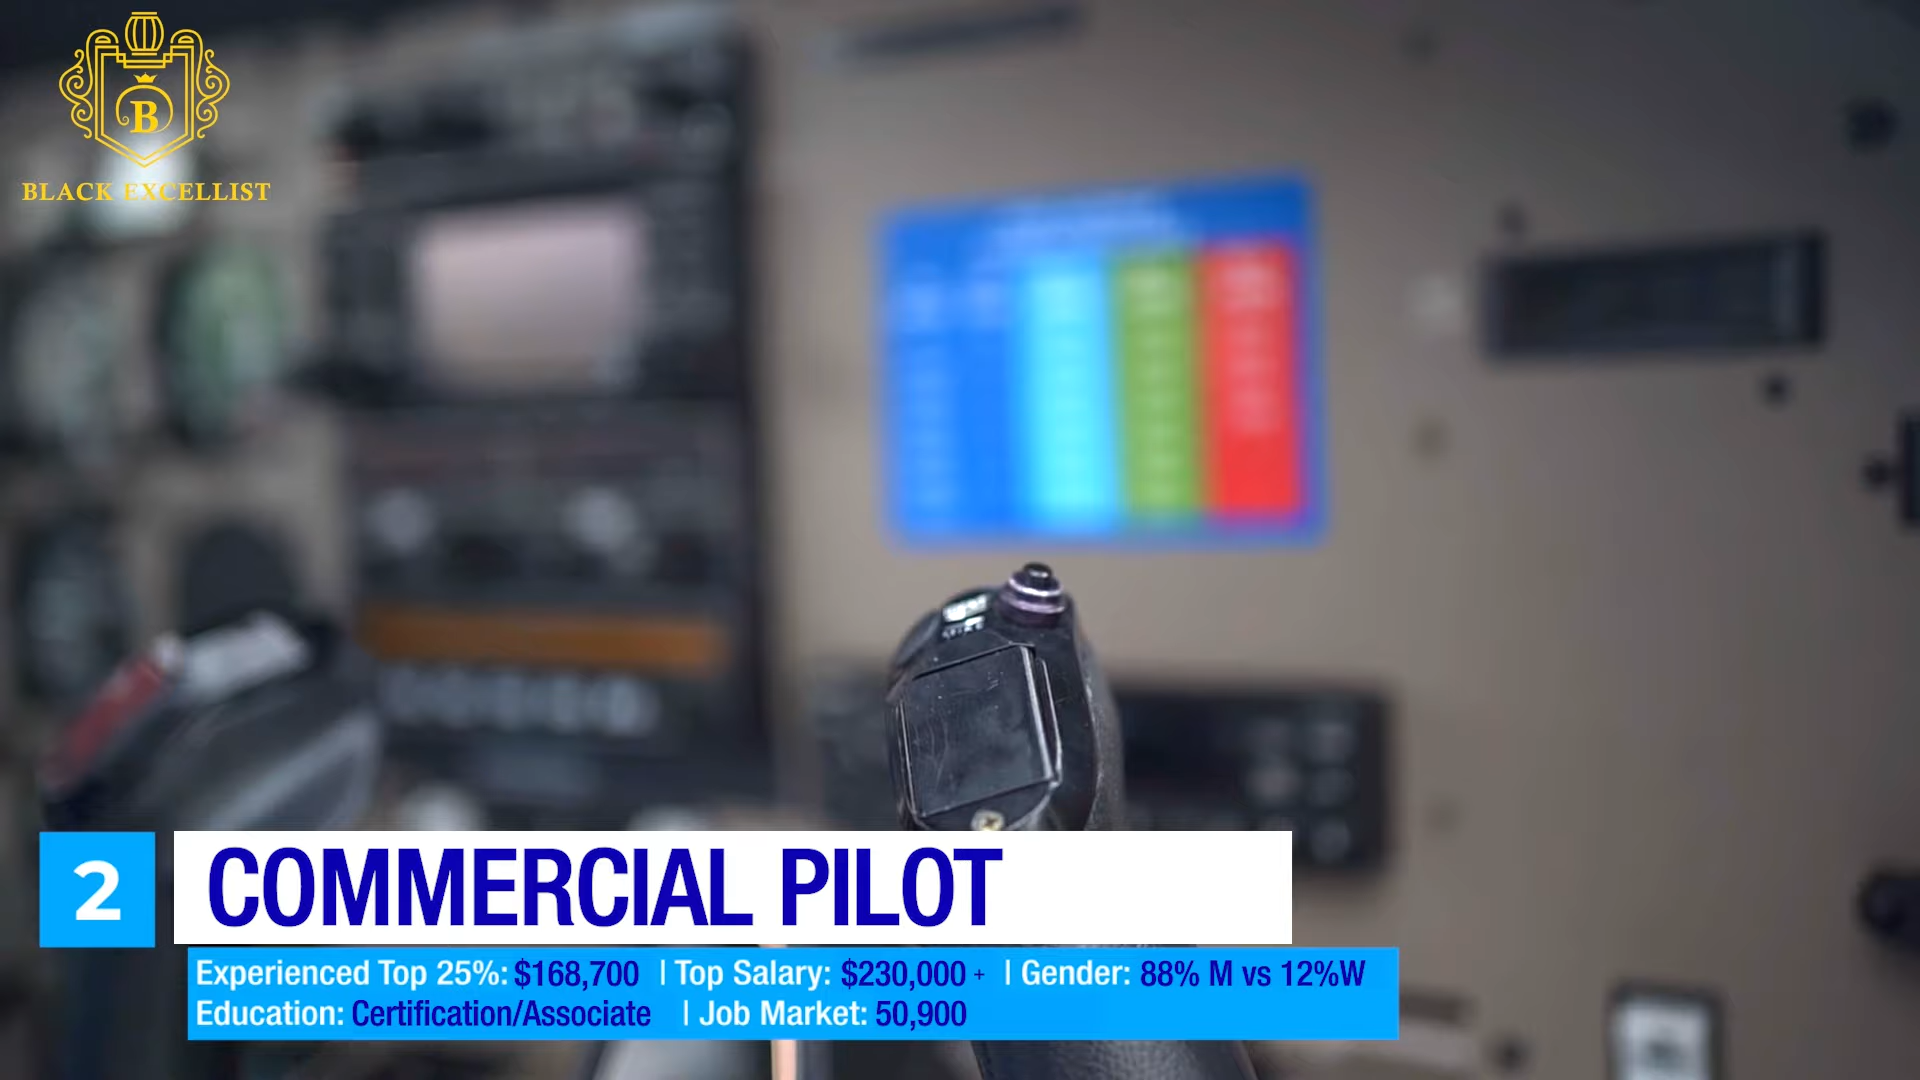 B
BLACK EXCELLIST
2
COMMERCIAL PILOT
Experienced Top 25%: $168,700 | Top Salary: $230,000 + | Gender: 88% M vs 12%W
Education: Certification/Associate | Job Market: 50,900